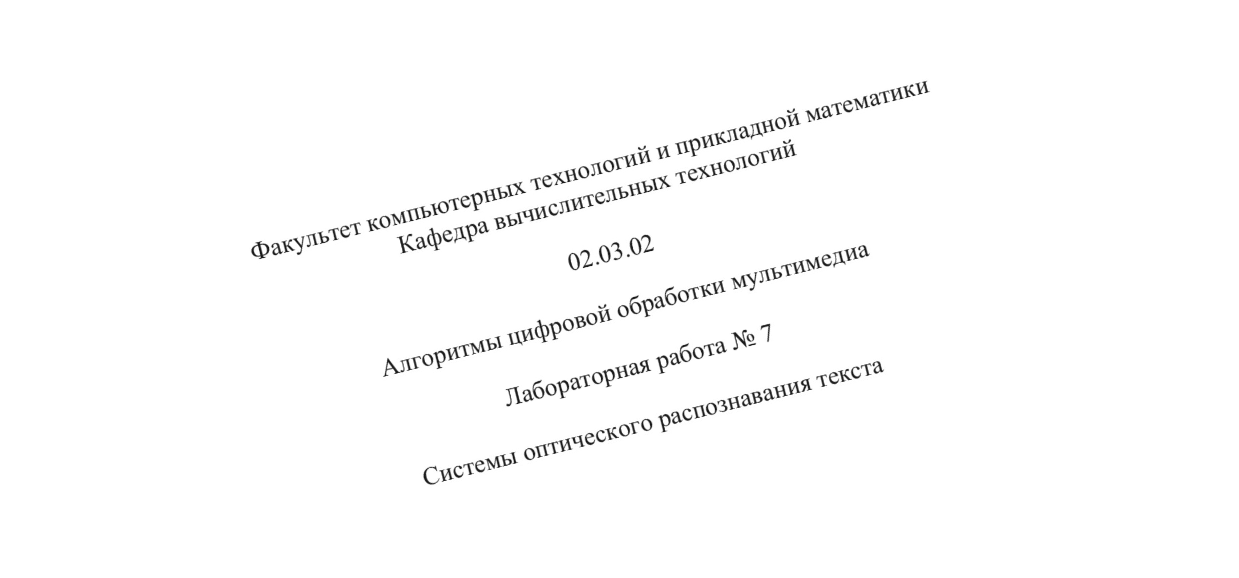 Факультет компьютерных технологий и прикладной математики
Кафедра вычислительных технологий
02.03.02
Алгоритмы цифровой обработки мультимедиа
Лабораторная работа № 7
Системы оптического распознавания текста